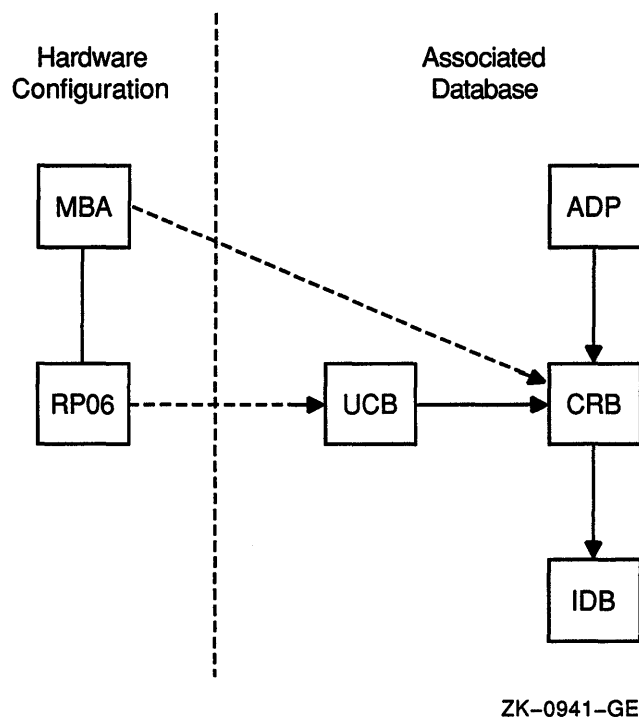 Hardware
Configuration
Associated
Database
MBA
ADP
RP06
UCB
CRB
IDB
ZK–0941–GE